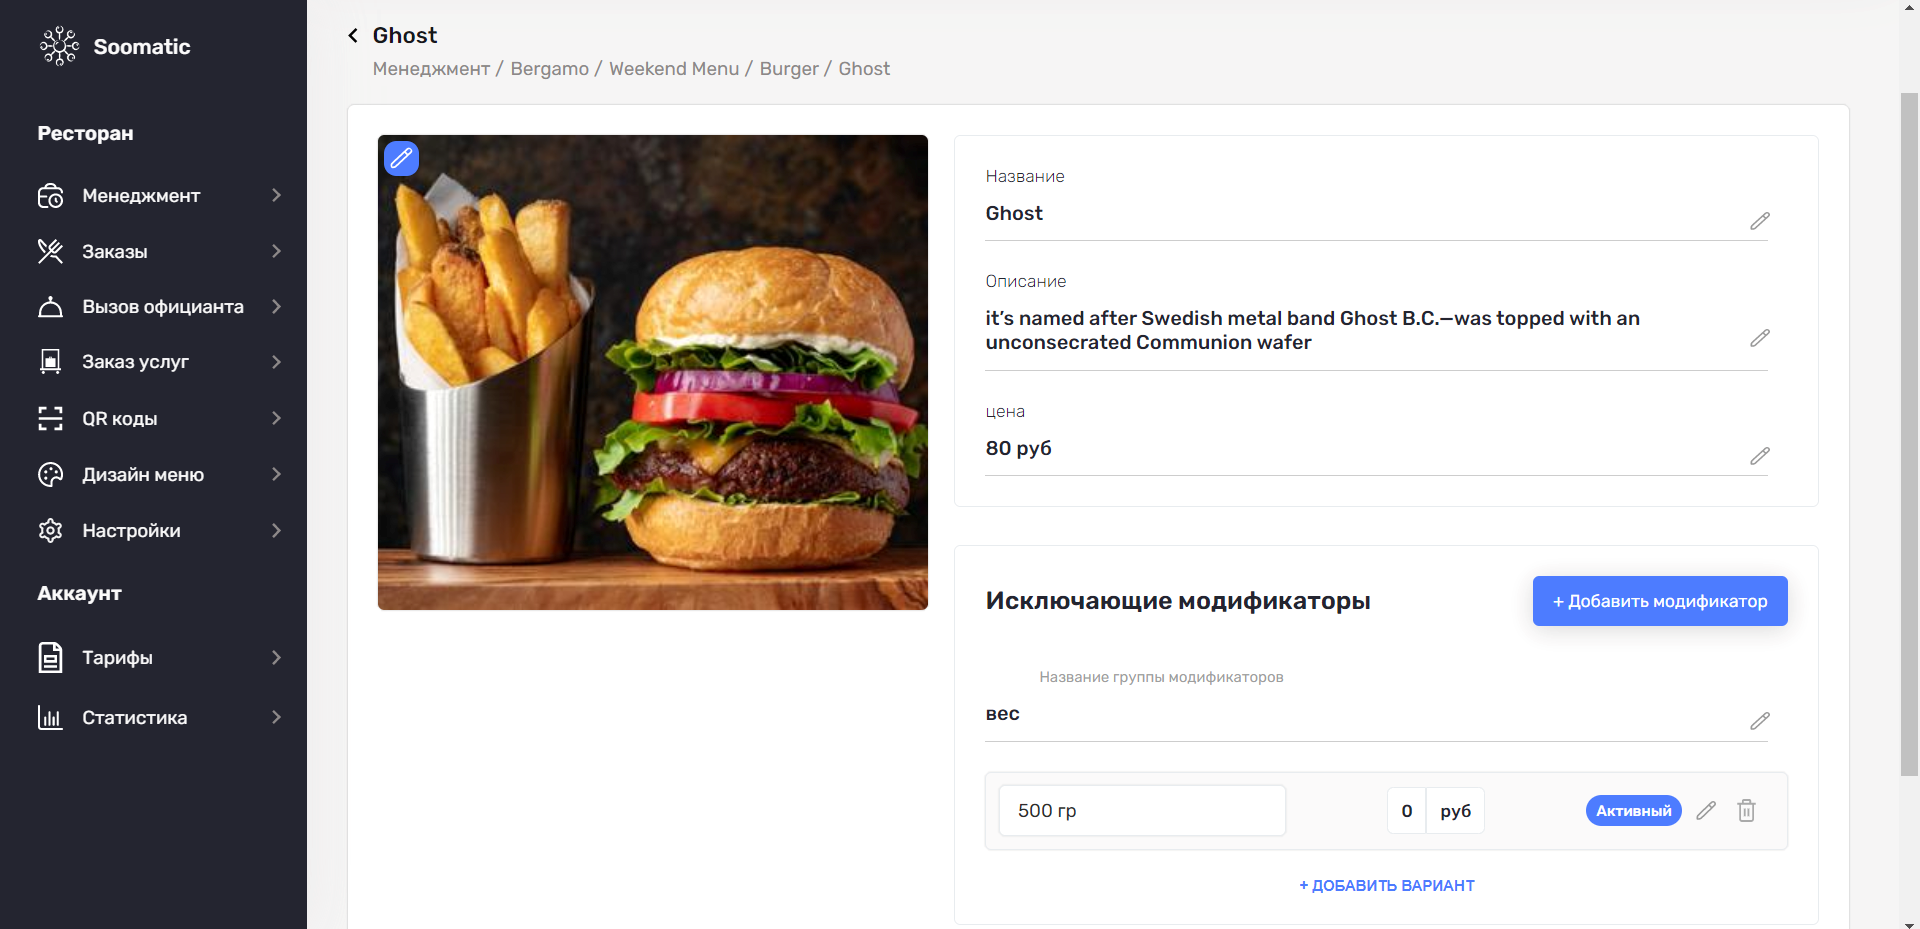 Soomatic
Ресторан
Менеджмент
Заказы
Вызов официанта
Заказ услуг
QR коды
Дизайн меню
Настройки
Аккаунт
Тарифы
Статистика
Ghost
Менеджмент / Bergamo / Weekend Menu / Burger / Ghost
Название
Ghost
Описание
it’s named after Swedish metal band Ghost B.C.—was topped with an
unconsecrated Communion wafer
цена
80 руб
Исключающие модификаторы
+ Добавить модификатор
Название группы модификаторов
вес
500 гр
0 руб
Активный
+ ДОБАВИТЬ ВАРИАНТ